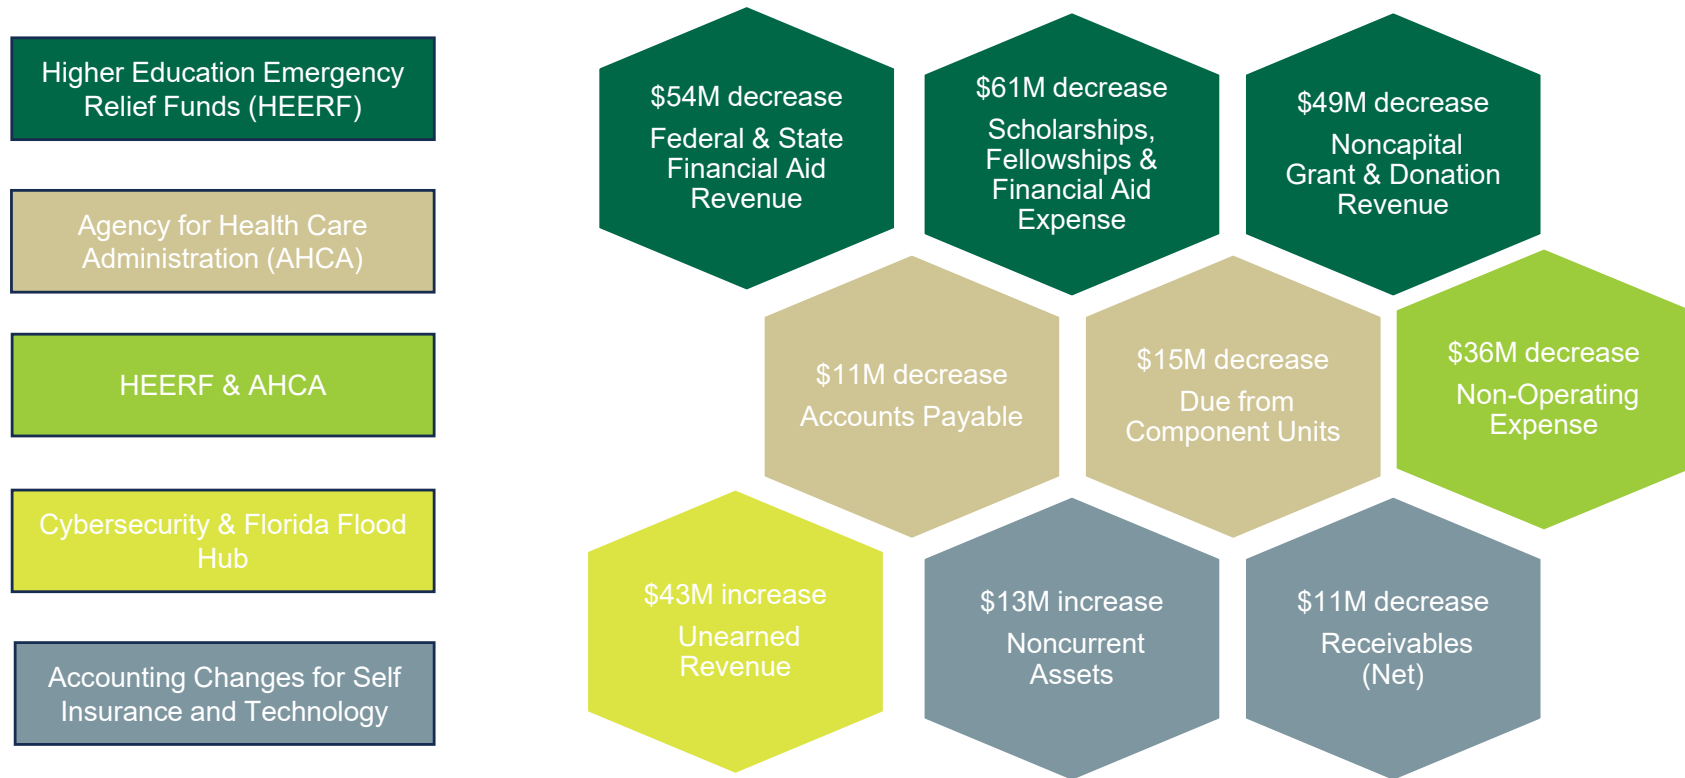 Higher Education Emergency
Relief Funds (HEERF)
Agency for Health Care
Administration (AHCA)
HEERF & AHCA
Cybersecurity & Florida Flood
Hub
Accounting Changes for Self
Insurance and Technology
$54M decrease
Federal & State
Financial Aid
Revenue
$61M decrease
Scholarships,
Fellowships &
Financial Aid
Expense
$49M decrease
Noncapital
Grant & Donation
Revenue
$11M decrease
Accounts Payable
$15M decrease
Due from
Component Units
$36M decrease
Non-Operating
Expense
$43M increase
Unearned
Revenue
$13M increase
Noncurrent
Assets
$11M decrease
Receivables
(Net)